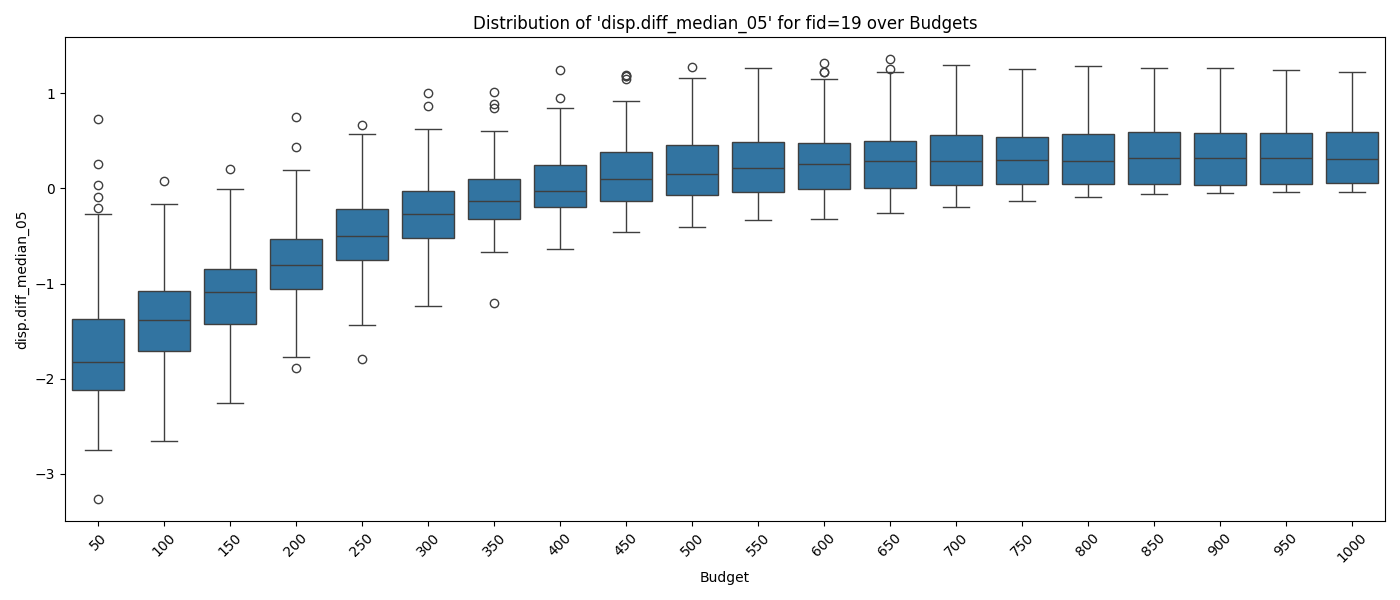 Distribution of 'disp.diff_median_05' for fid=19 over Budgets
disp.diff_median_05
1
0
−1
−2
−3
50 100 150 200 250 300 350 400 450 500 550 600 650 700 750 800 850 900 950 1000
Budget